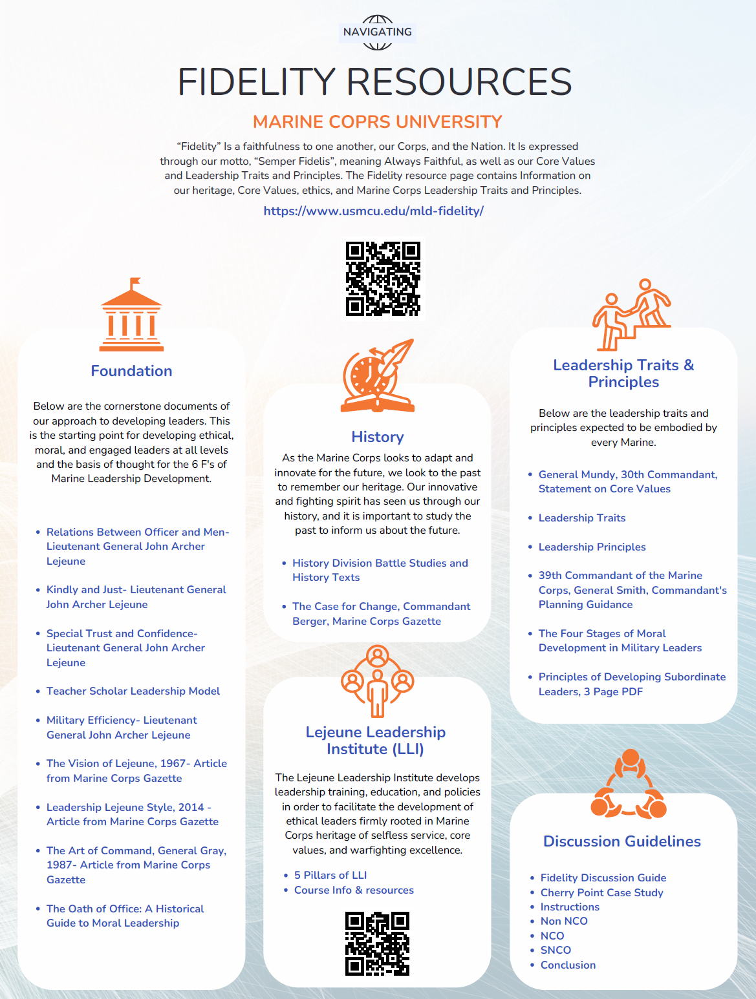 NAVIGATING
FIDELITY RESOURCES
MARINE COPRS UNIVERSITY
“Fidelity” Is a faithfulness to one another, our Corps, and the Nation. It Is expressed
through our motto, “Semper Fidelis”, meaning Always Faithful, as well as our Core Values
and Leadership Traits and Principles. The Fidelity resource page contains Information on
our heritage, Core Values, ethics, and Marine Corps Leadership Traits and Principles.
https://www.usmcu.edu/mld-fidelity/
Foundation
Below are the cornerstone documents of
our approach to developing leaders. This
is the starting point for developing ethical,
moral, and engaged leaders at all levels
and the basis of thought for the 6 F's of
Marine Leadership Development.
• Relations Between Officer and Men-
Lieutenant General John Archer
Lejeune
• Kindly and Just- Lieutenant General
John Archer Lejeune
• Special Trust and Confidence-
Lieutenant General John Archer
Lejeune
• Teacher Scholar Leadership Model
• Military Efficiency- Lieutenant
General John Archer Lejeune
• The Vision of Lejeune, 1967- Article
from Marine Corps Gazette
• Leadership Lejeune Style, 2014 -
Article from Marine Corps Gazette
• The Art of Command, General Gray,
1987- Article from Marine Corps
Gazette
• The Oath of Office: A Historical
Guide to Moral Leadership
History
As the Marine Corps looks to adapt and
innovate for the future, we look to the past
to remember our heritage. Our innovative
and fighting spirit has seen us through our
history, and it is important to study the
past to inform us about the future.
• History Division Battle Studies and
History Texts
• The Case for Change, Commandant
Berger, Marine Corps Gazette
Lejeune Leadership
Institute (LLI)
The Lejeune Leadership Institute develops
leadership training, education, and policies
in order to facilitate the development of
ethical leaders firmly rooted in Marine
Corps heritage of selfless service, core
values, and warfighting excellence.
• 5 Pillars of LLI
• Course Info & resources
Leadership Traits &
Principles
Below are the leadership traits and
principles expected to be embodied by
every Marine.
• General Mundy, 30th Commandant,
Statement on Core Values
• Leadership Traits
• Leadership Principles
• 39th Commandant of the Marine
Corps, General Smith, Commandant's
Planning Guidance
• The Four Stages of Moral
Development in Military Leaders
• Principles of Developing Subordinate
Leaders, 3 Page PDF
Discussion Guidelines
• Fidelity Discussion Guide
• Cherry Point Case Study
• Instructions
• Non NCO
• NCO
• SNCO
• Conclusion